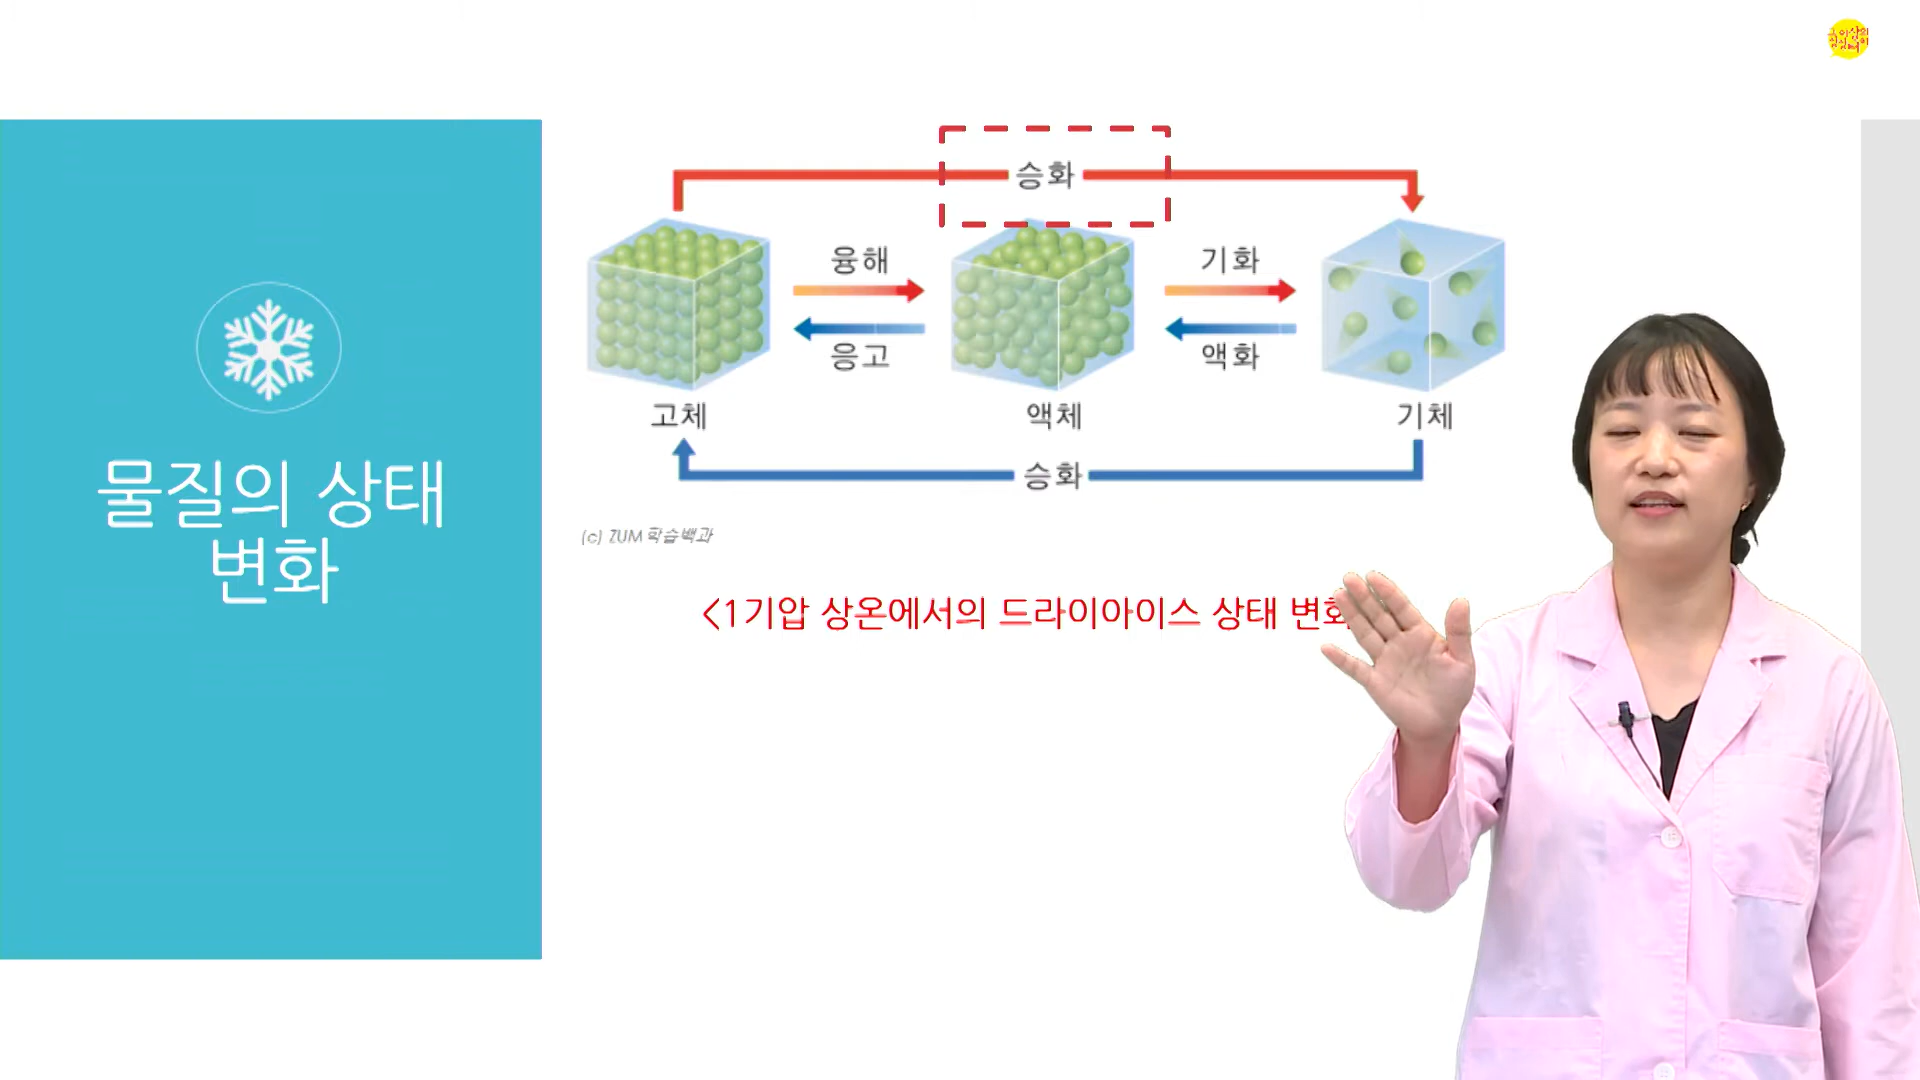 물질의 상태
변화
승화
융해
기화
응고
액화
고체
액체
기체
승화
(c) ZUM 학습백과
<1기압 상온에서의 드라이아이스 상태 변화